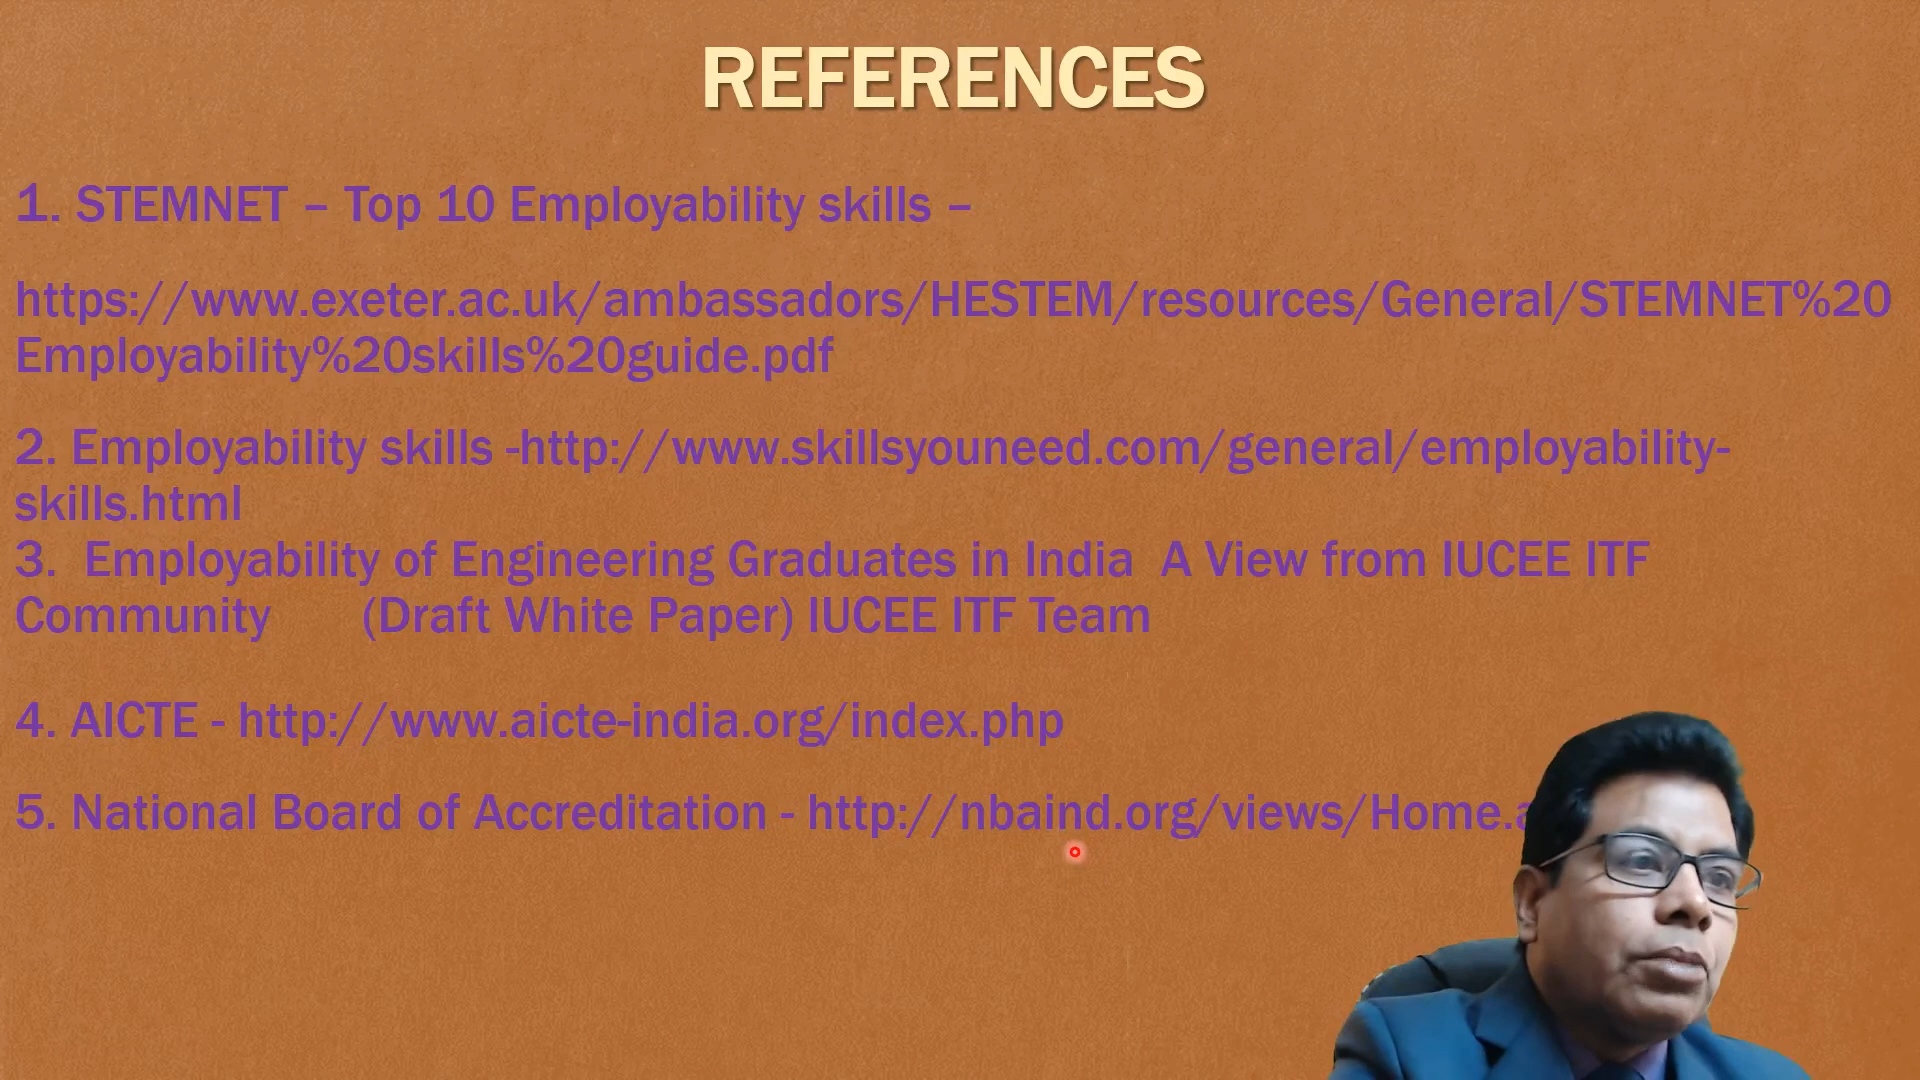 REFERENCES
1. STEMNET – Top 10 Employability skills –
https://www.exeter.ac.uk/ambassadors/HESTEM/resources/General/STEMNET%20
Employability%20skills%20guide.pdf
2. Employability skills -http://www.skillsyouneed.com/general/employability-
skills.html
3. Employability of Engineering Graduates in India A View from IUCEE ITF
Community (Draft White Paper) IUCEE ITF Team
4. AICTE - http://www.aicte-india.org/index.php
5. National Board of Accreditation - http://nbaind.org/views/Home.a